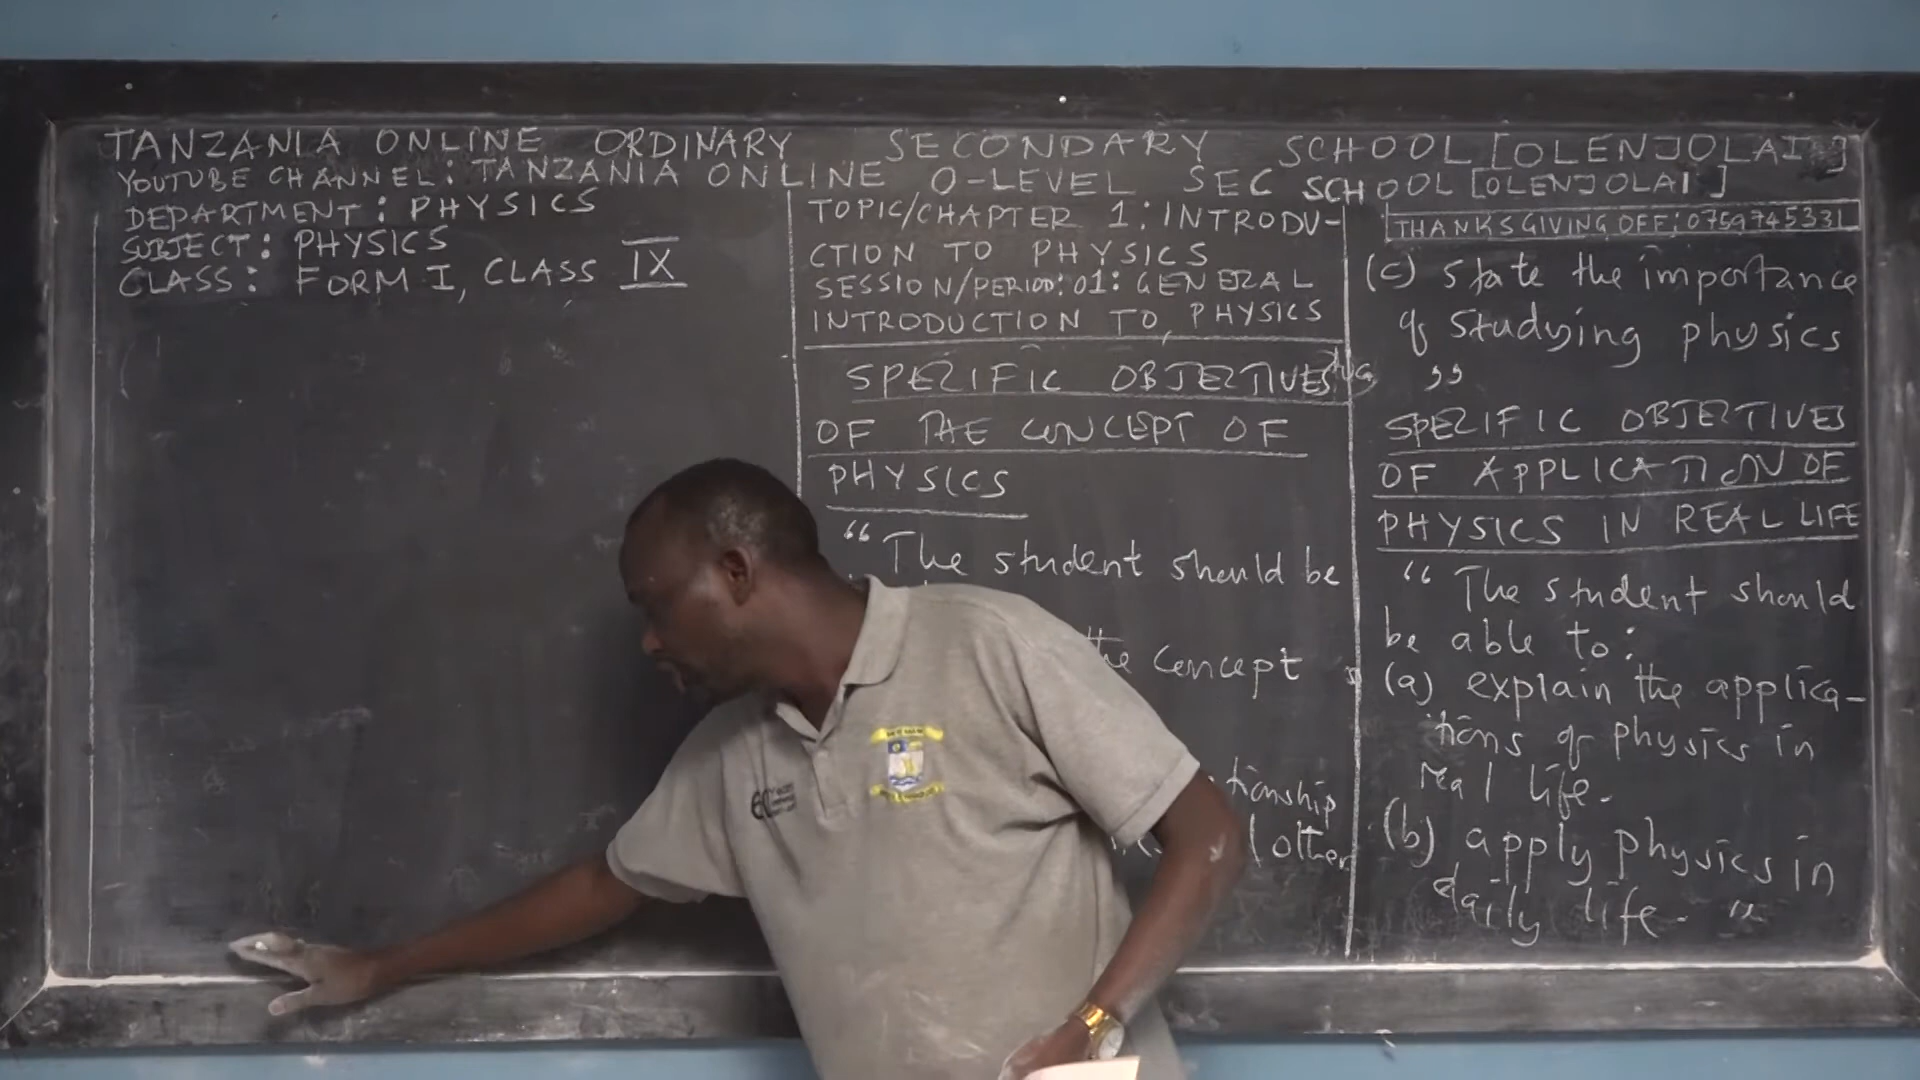 TANZANIA ONLINE ORDINARY SECONDARY SCHOOL [OLENJOLAI]
YOUTUBE CHANNEL: TANZANIA ONLINE O-LEVEL SEC SCHOOL [OLENJOLAI]
DEPARTMENT: PHYSICS
SUBJECT: PHYSICS
CLASS: FORM I, CLASS IX
TOPIC/CHAPTER 1: INTRODU-
CTION TO PHYSICS
SESSION/PERIOD: 01: GENERAL
INTRODUCTION TO PHYSICS
SPECIFIC OBJECTIVES
OF THE CONCEPT OF
PHYSICS
“ The student should be
the concept
tionship
other
THANKS GIVING OFF: 0759745331
(c) state the importance
of studying physics
”
SPECIFIC OBJECTIVES
OF APPLICATION OF
PHYSICS IN REAL LIFE
“ The student should
be able to:
(a) explain the applica-
tions of physics in
real life.
(b) apply physics in
daily life. ”